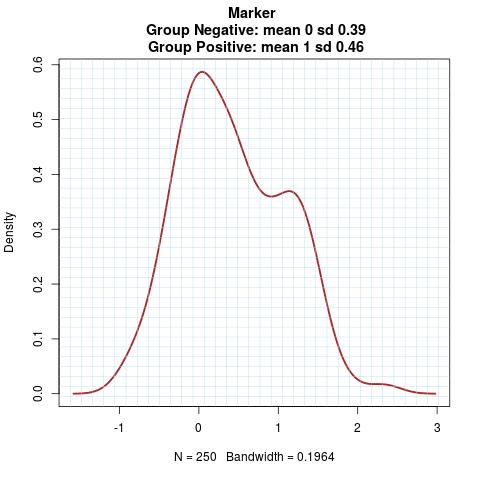 Marker
Group Negative: mean 0 sd 0.39
Group Positive: mean 1 sd 0.46
0.6
0.5
0.4
0.3
0.2
0.1
0.0
Density
-1 0 1 2 3
N = 250 Bandwidth = 0.1964